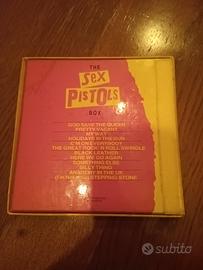 THE
SEX
PISTOLS
BOX
GOD SAVE THE QUEEN
PRETTY VACANT
MY WAY
HOLIDAYS IN THE SUN
C'MON EVERYBODY
THE GREAT ROCK 'N' ROLL SWINDLE
BLACK LEATHER
HERE WE GO AGAIN
SOMETHING ELSE
SILLY THING
ANARCHY IN THE UK
(I'm Not Your) STEPPING STONE
subito